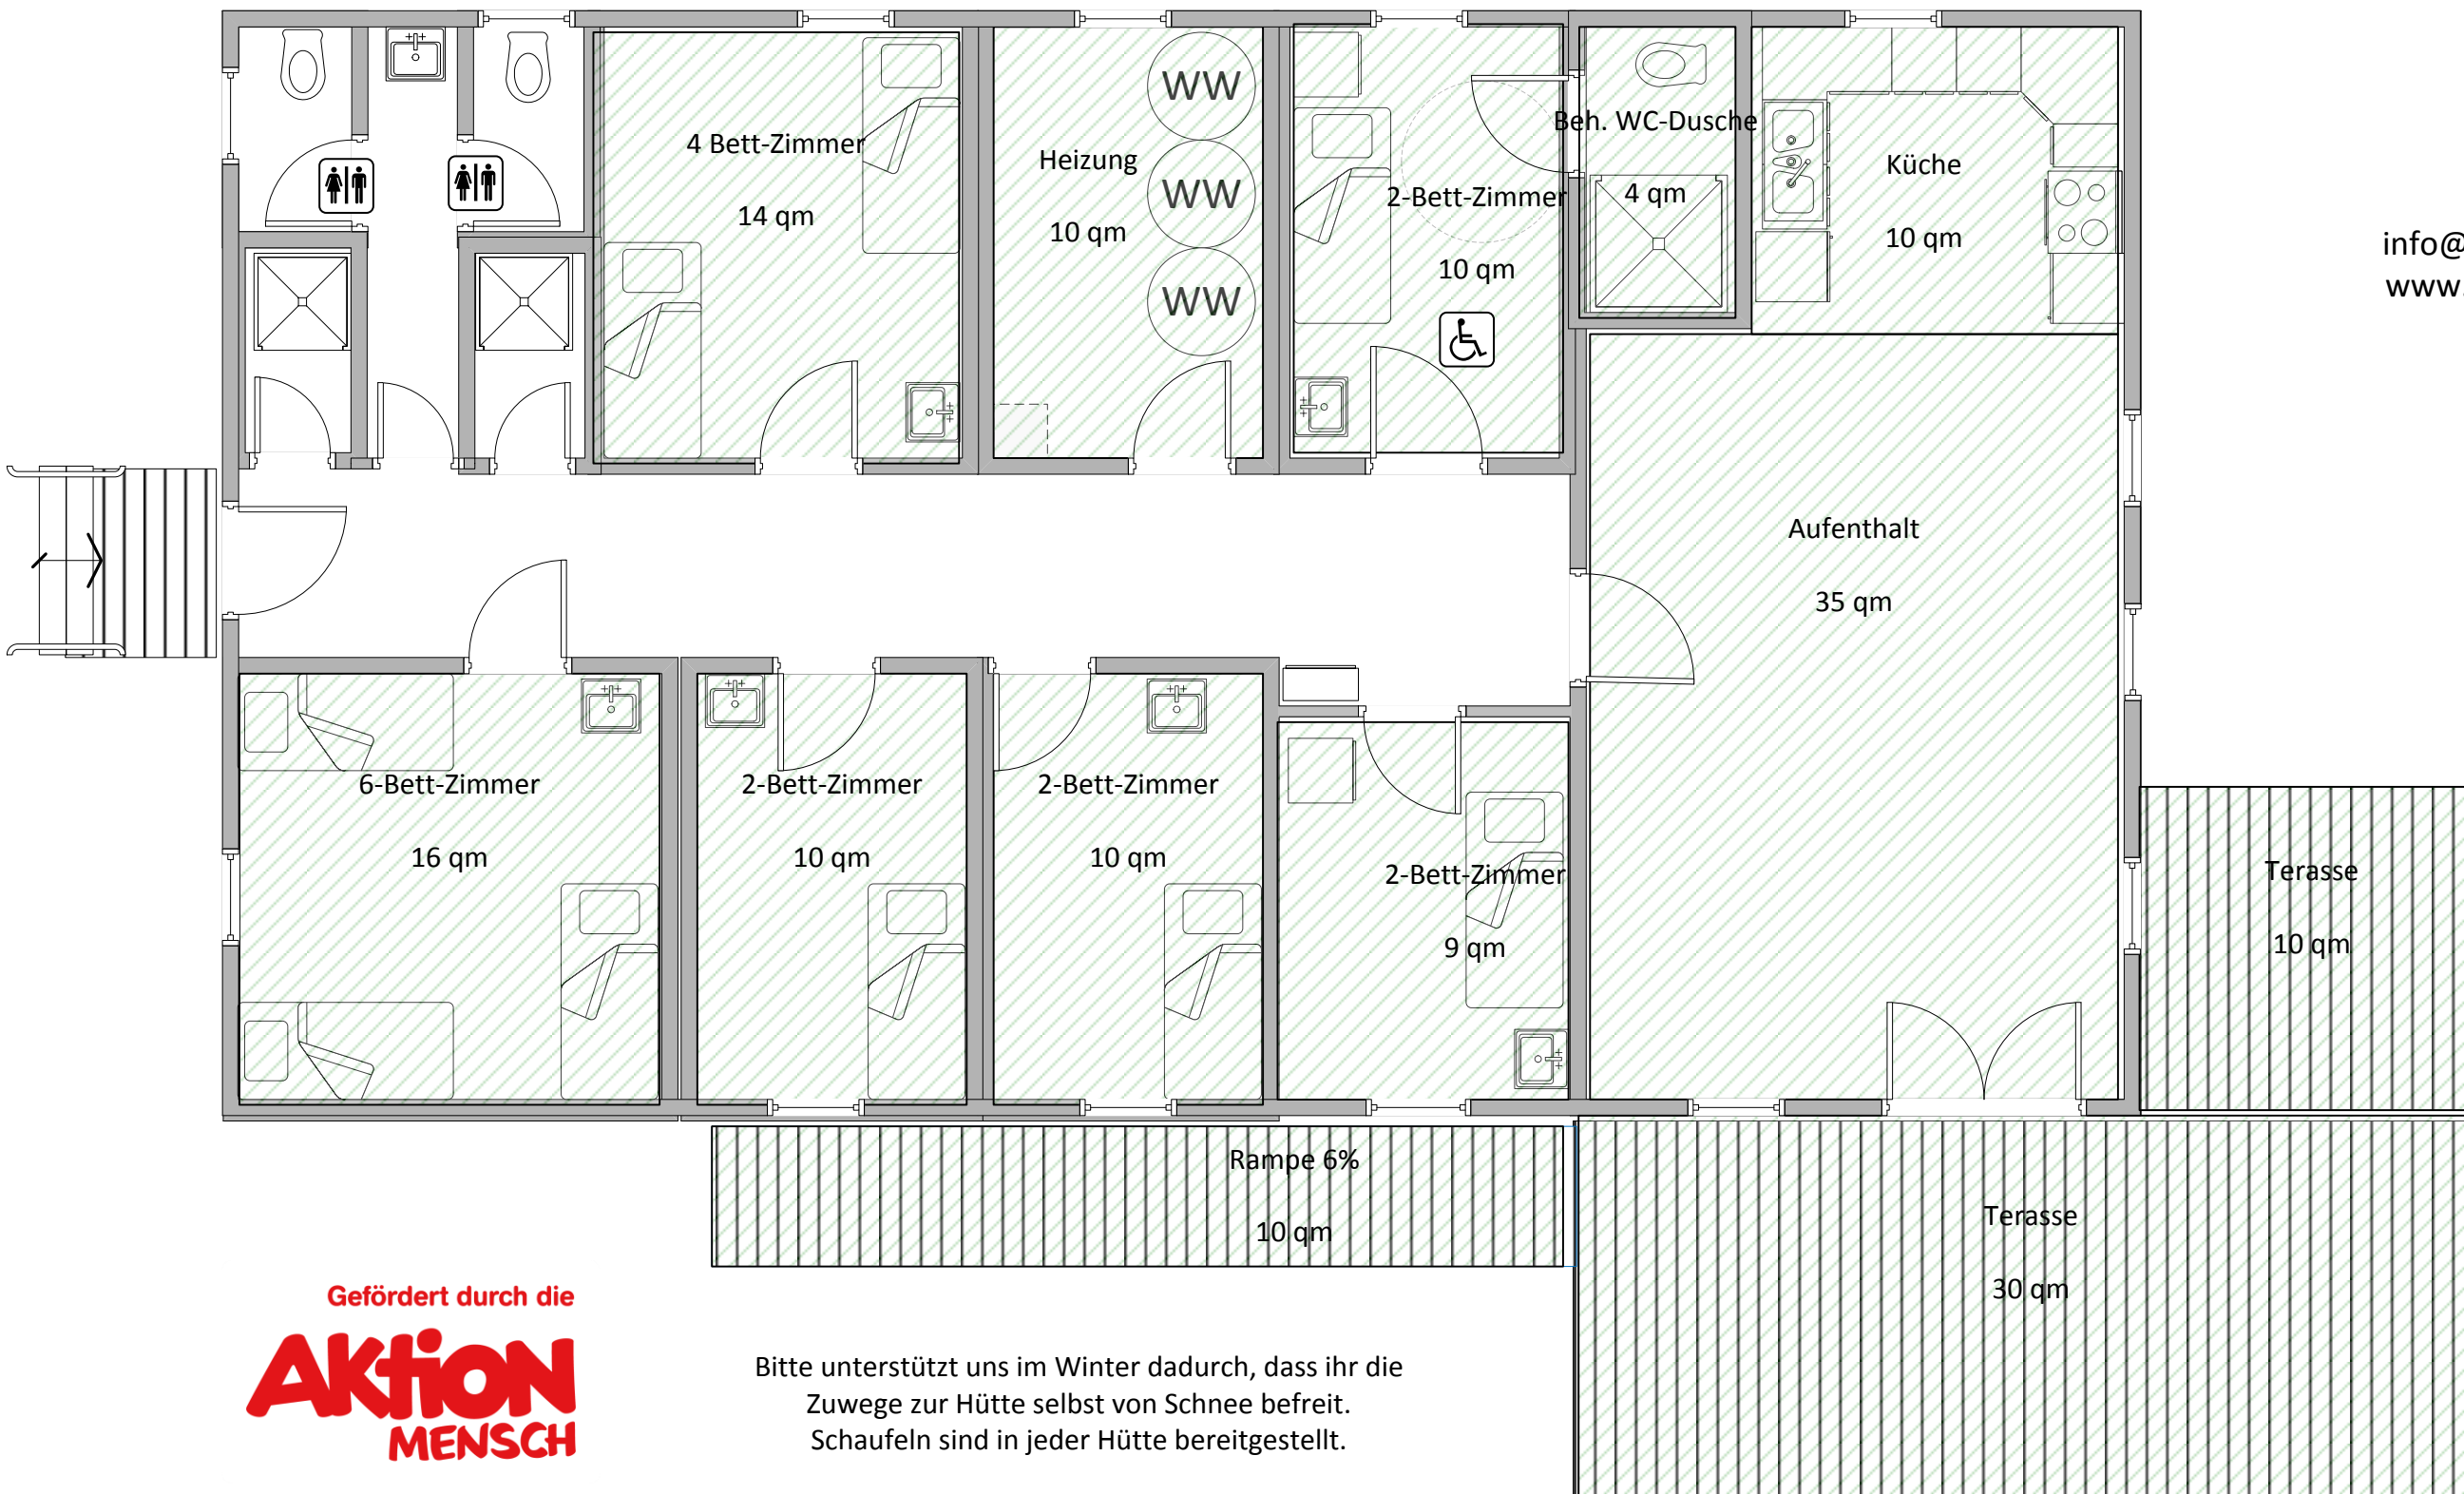 4 Bett-Zimmer
14 qm
Heizung
10 qm
WW
WW
WW
2-Bett-Zimmer
10 qm
Beh. WC-Dusche
4 qm
Küche
10 qm
info@
www.
Aufenthalt
35 qm
6-Bett-Zimmer
16 qm
2-Bett-Zimmer
10 qm
2-Bett-Zimmer
10 qm
2-Bett-Zimmer
9 qm
Terasse
10 qm
Rampe 6%
10 qm
Terasse
30 qm
Gefördert durch die
AKtiON
MENSCH
Bitte unterstützt uns im Winter dadurch, dass ihr die
Zuwege zur Hütte selbst von Schnee befreit.
Schaufeln sind in jeder Hütte bereitgestellt.